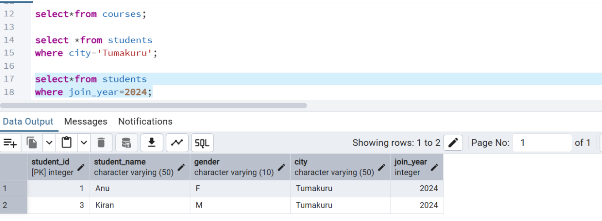 12 select*from courses;
13
14 select *from students
15 where city='Tumakuru';
16
17 select*from students
18 where join_year=2024;
Data Output Messages Notifications
SQL Showing rows: 1 to 2 Page No: 1 of 1
student_id student_name gender city join_year
[PK] integer character varying (50) character varying (10) character varying (50) integer
1 1 Anu F Tumakuru 2024
2 3 Kiran M Tumakuru 2024